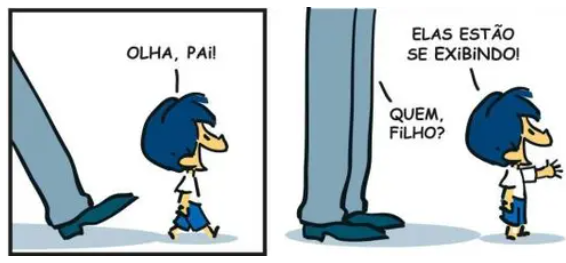 OLHA, PAI!
ELAS ESTÃO
SE EXIBINDO!
QUEM,
FILHO?